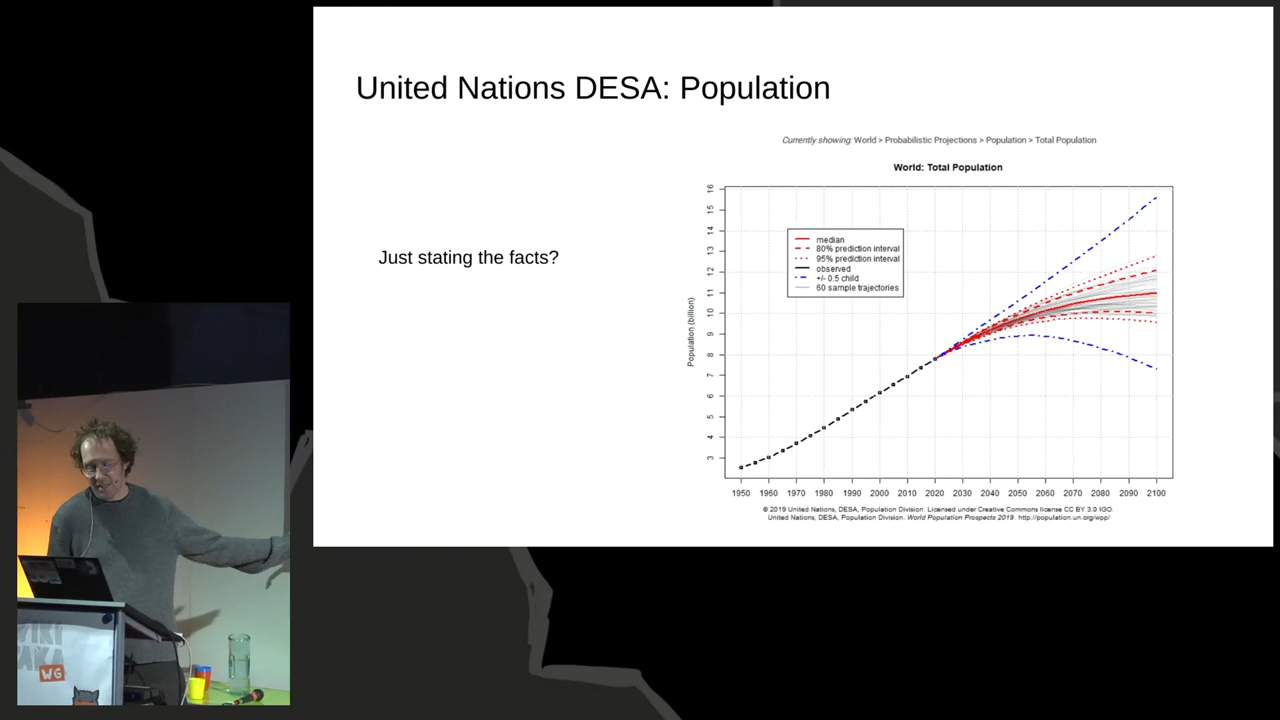 United Nations DESA: Population
Currently showing: World > Probabilistic Projections > Population > Total Population
World: Total Population
Just stating the facts?
median
80% prediction interval
95% prediction interval
observed
+/- 0.5 child
60 sample trajectories
Population (billion)
16
15
14
13
12
11
10
9
8
7
6
5
4
3
1950 1960 1970 1980 1990 2000 2010 2020 2030 2040 2050 2060 2070 2080 2090 2100
© 2019 United Nations, DESA, Population Division. Licensed under Creative Commons license CC BY 3.0 IGO.
United Nations, DESA, Population Division. World Population Prospects 2019. http://population.un.org/wpp/
WIKI
PAKA
WG